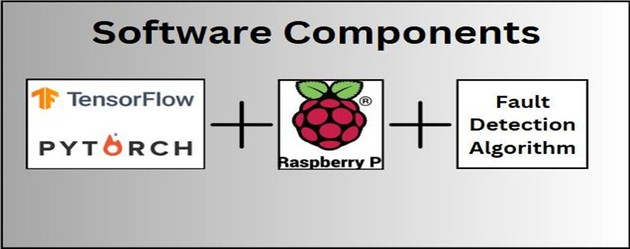 Software Components
TensorFlow
PYTORCH
®
Raspberry P
Fault
Detection
Algorithm